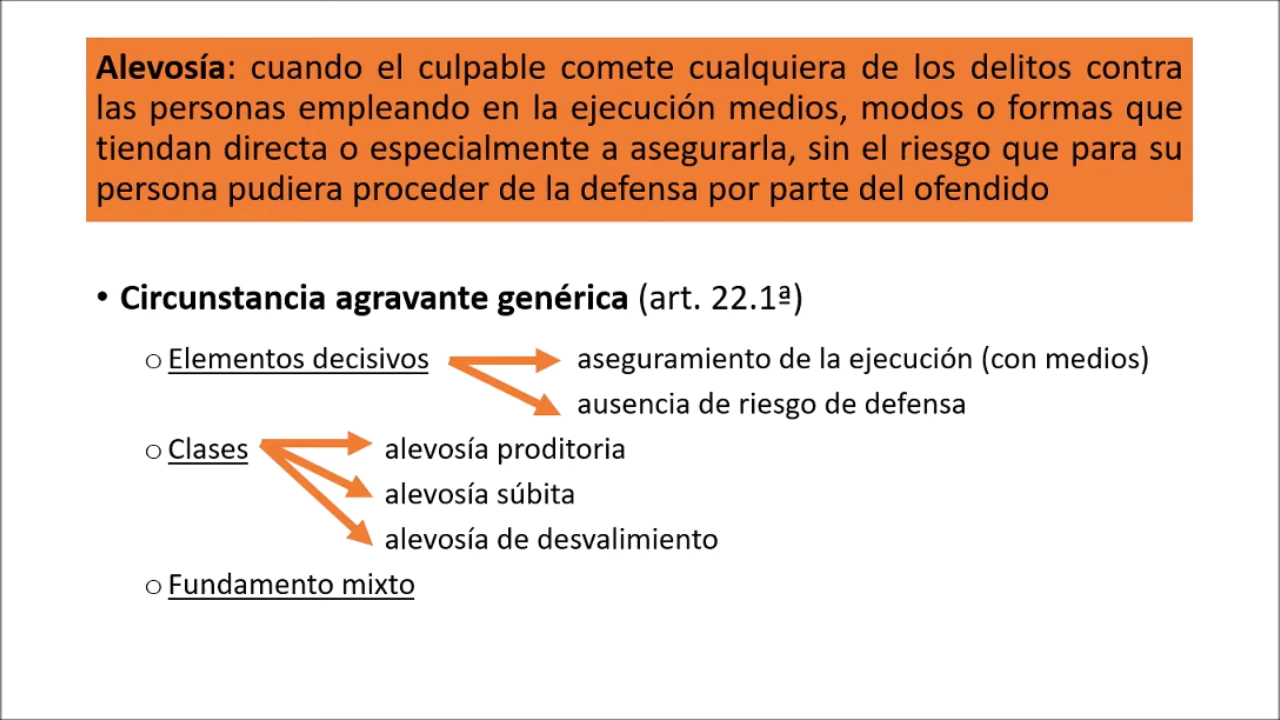 Alevosía: cuando el culpable comete cualquiera de los delitos contra
las personas empleando en la ejecución medios, modos o formas que
tiendan directa o especialmente a asegurarla, sin el riesgo que para su
persona pudiera proceder de la defensa por parte del ofendido
• Circunstancia agravante genérica (art. 22.1ª)
o Elementos decisivos
aseguramiento de la ejecución (con medios)
ausencia de riesgo de defensa
o Clases
alevosía proditoria
alevosía súbita
alevosía de desvalimiento
o Fundamento mixto